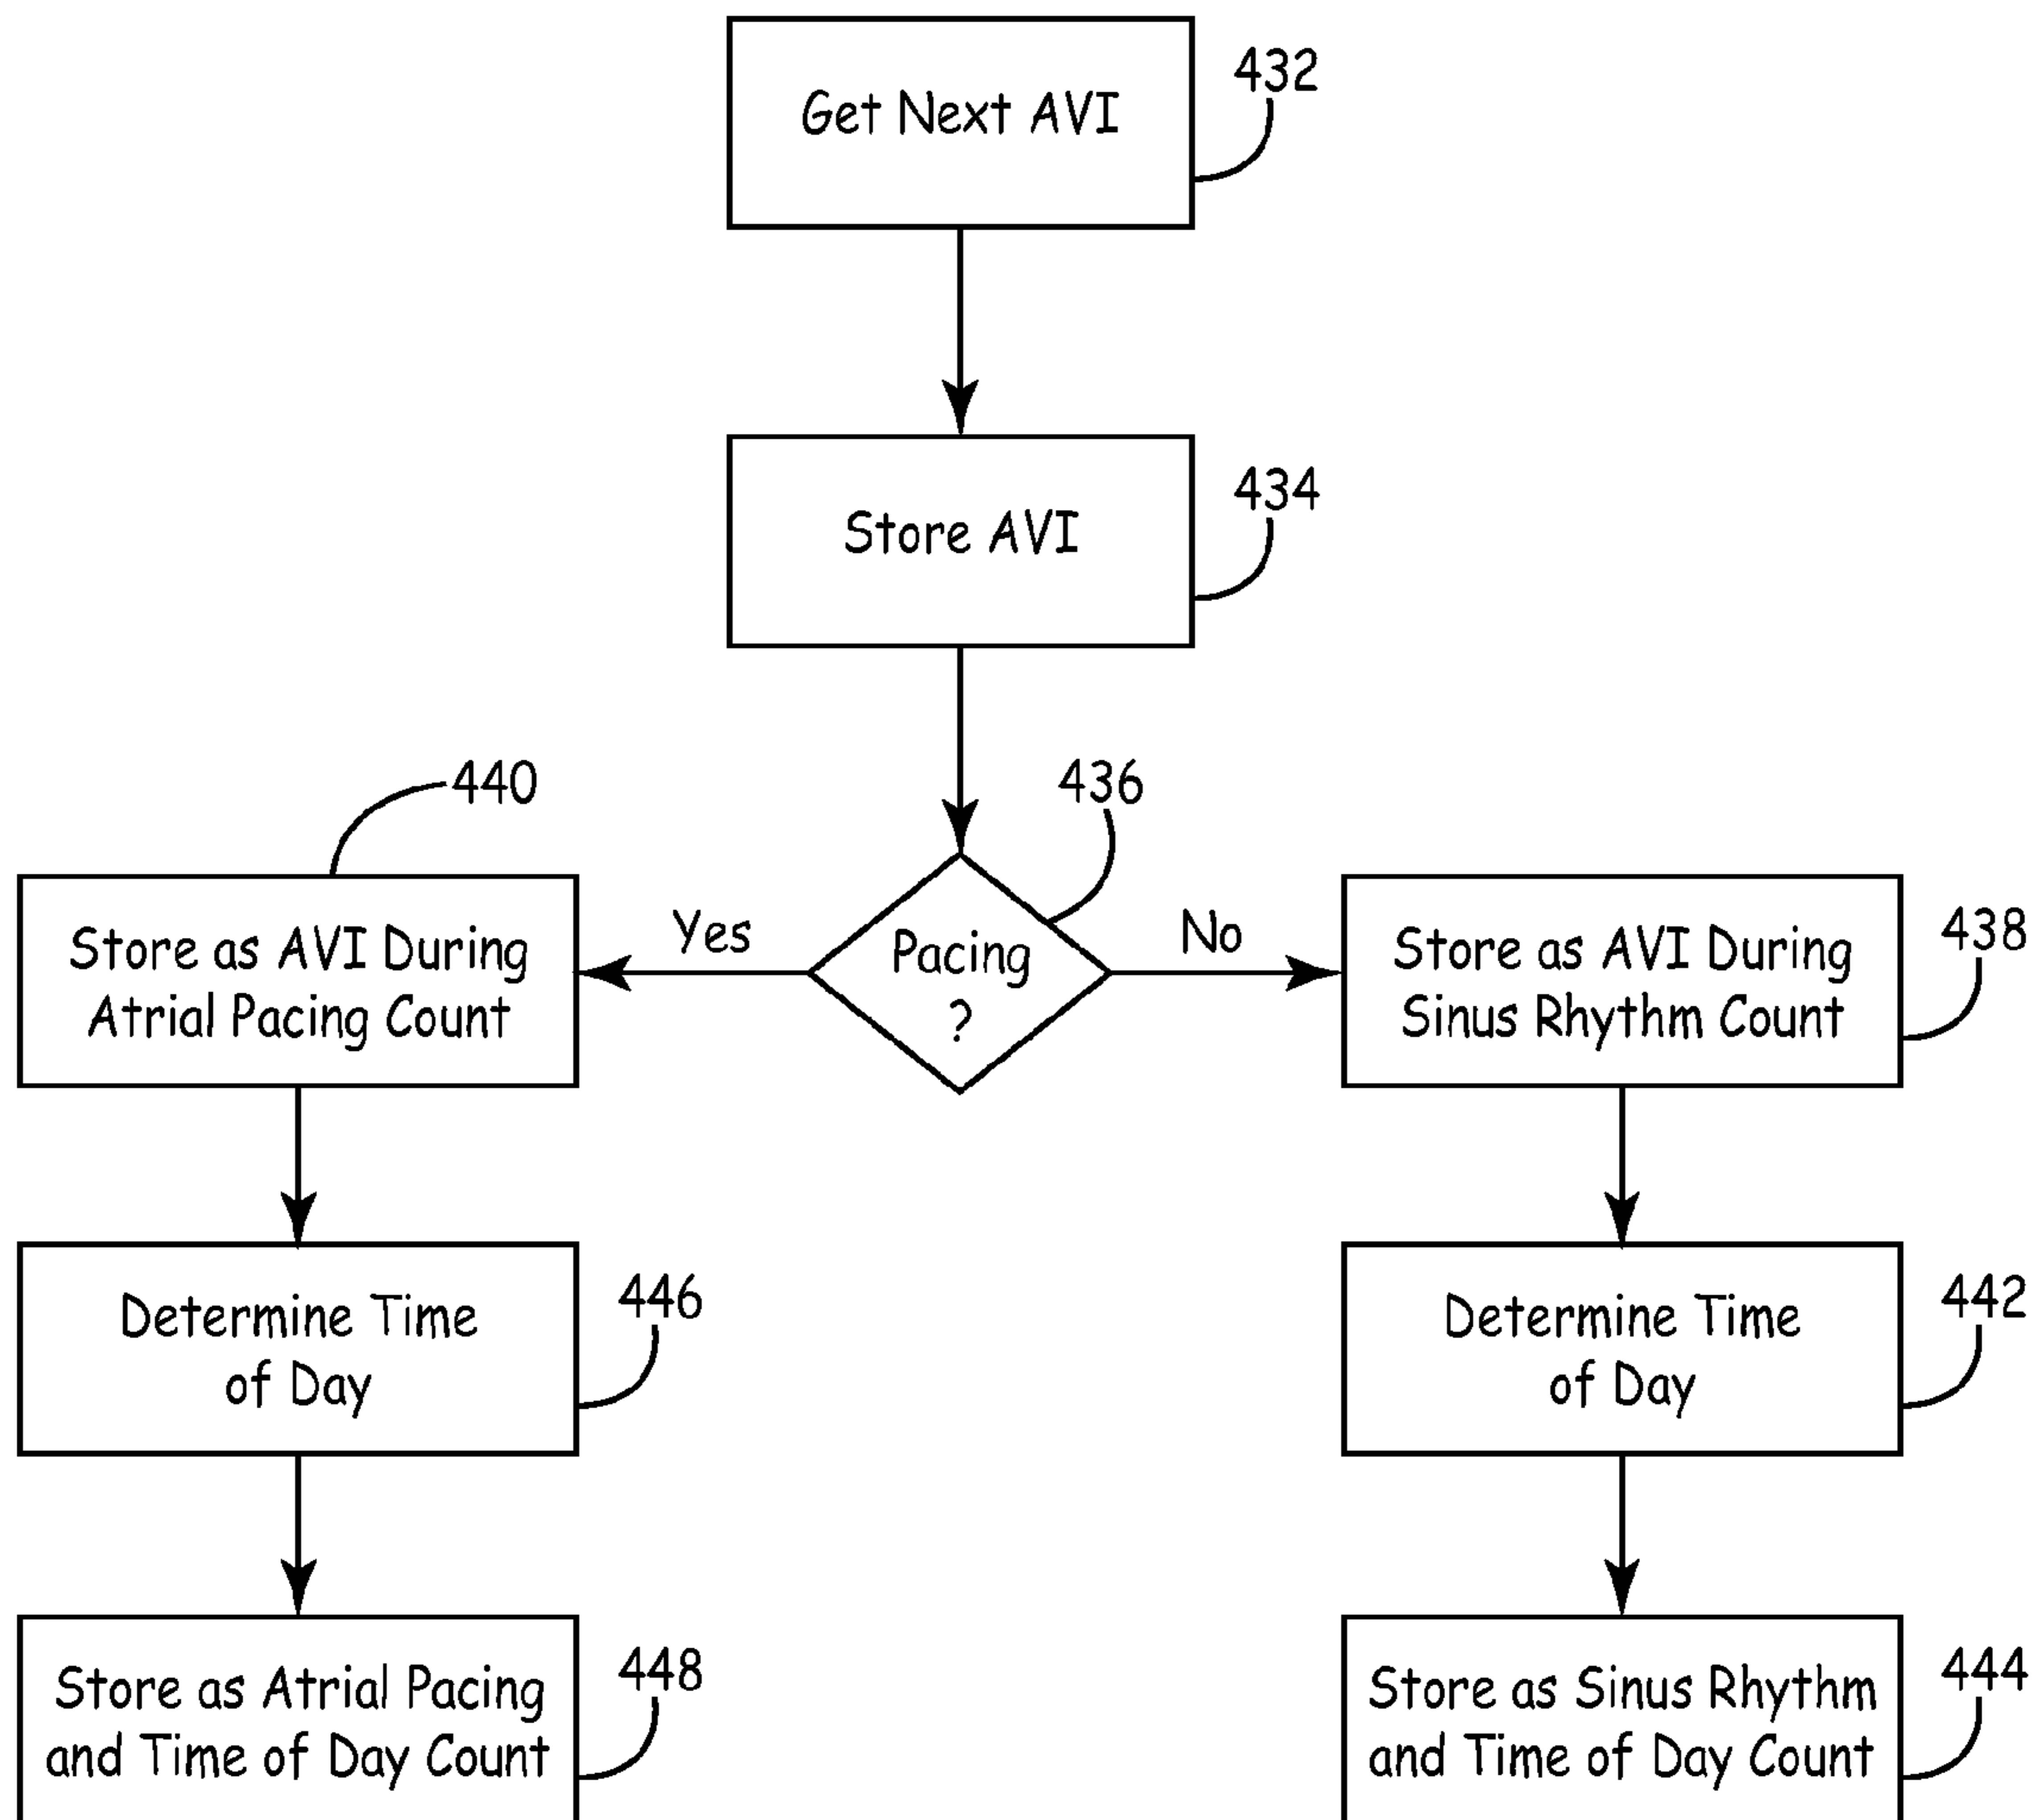 Get Next AVI
432
Store AVI
434
440
436
Store as AVI During
Atrial Pacing Count
Yes
Pacing
?
No
Store as AVI During
Sinus Rhythm Count
438
Determine Time
of Day
446
Determine Time
of Day
442
Store as Atrial Pacing
and Time of Day Count
448
Store as Sinus Rhythm
and Time of Day Count
444